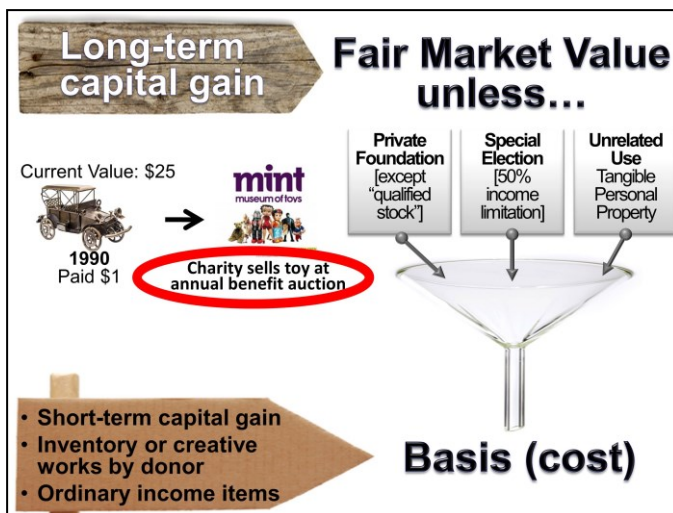 Long-term
capital gain
Fair Market Value
unless…
Private
Foundation
[except
“qualified
stock”]
Special
Election
[50%
income
limitation]
Unrelated
Use
Tangible
Personal
Property
Current Value: $25
mint
museum of toys
1990
Paid $1
Charity sells toy at
annual benefit auction
• Short-term capital gain
• Inventory or creative
works by donor
• Ordinary income items
Basis (cost)